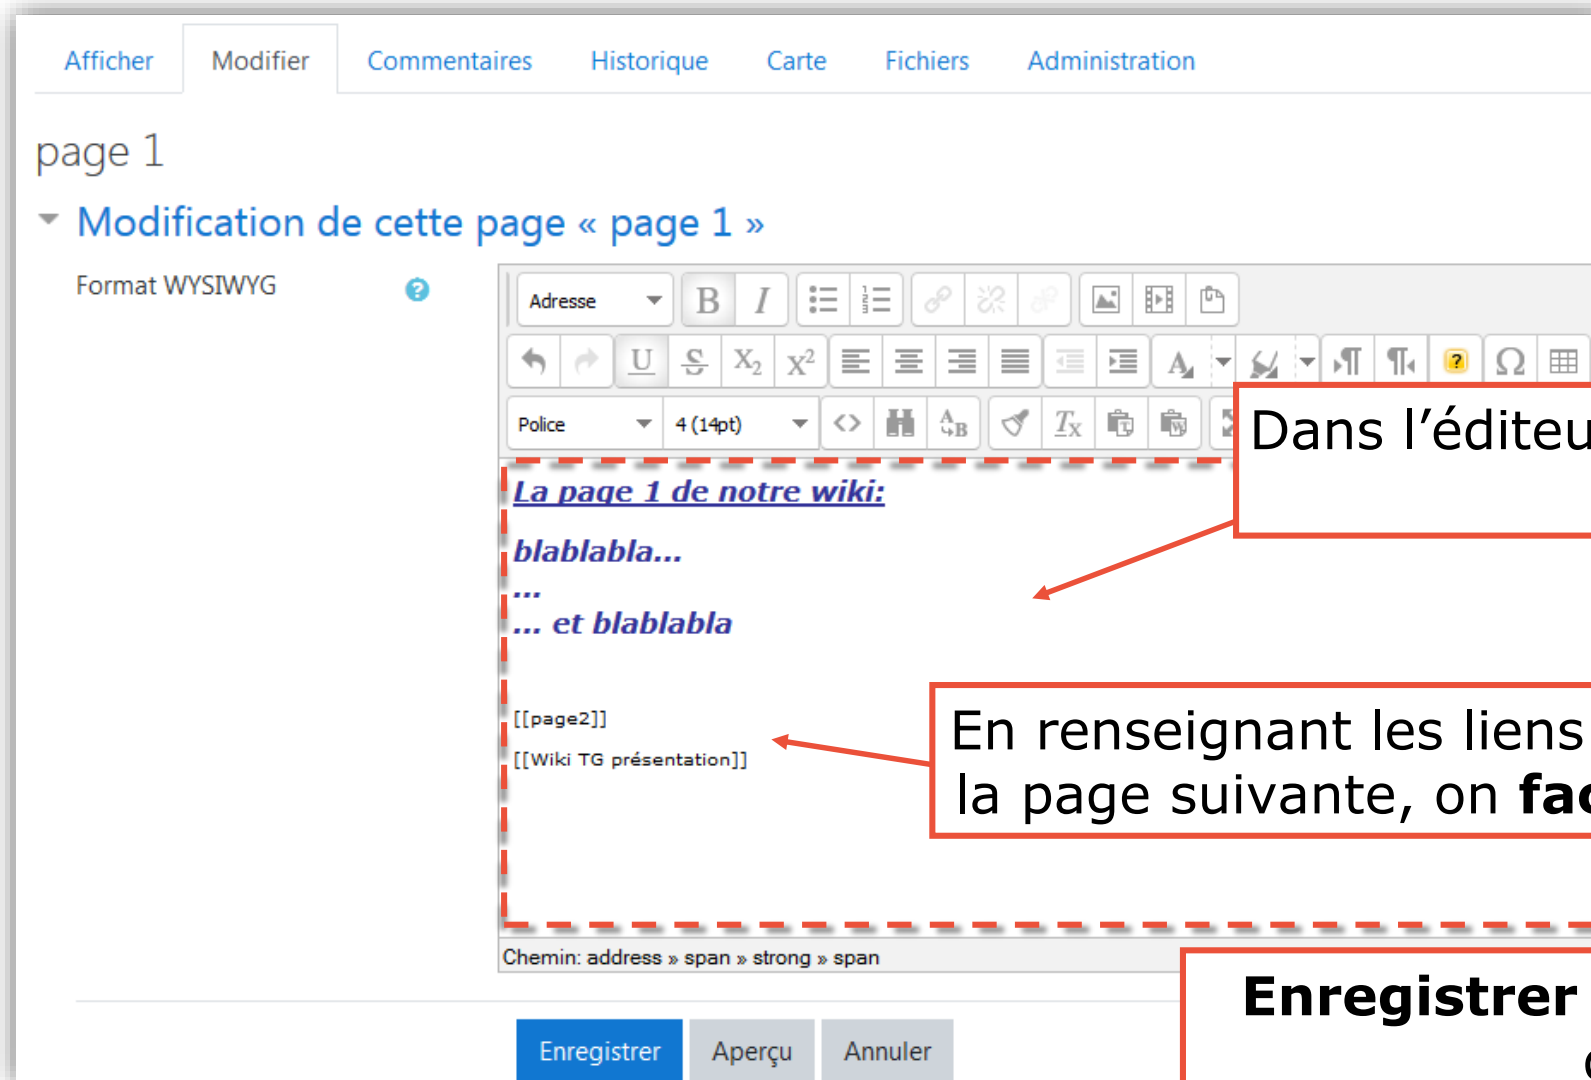 Afficher Modifier Commentaires Historique Carte Fichiers Administration
page 1
Modification de cette page « page 1 »
Format WYSIWYG
Adresse
Police 4 (14pt)
Dans l'éditeu
La page 1 de notre wiki:
blablabla...
...
... et blablabla
[[page2]]
[[Wiki TG présentation]]
En renseignant les liens
la page suivante, on fac
Chemin: address » span » strong » span
Enregistrer
Enregistrer Aperçu Annuler